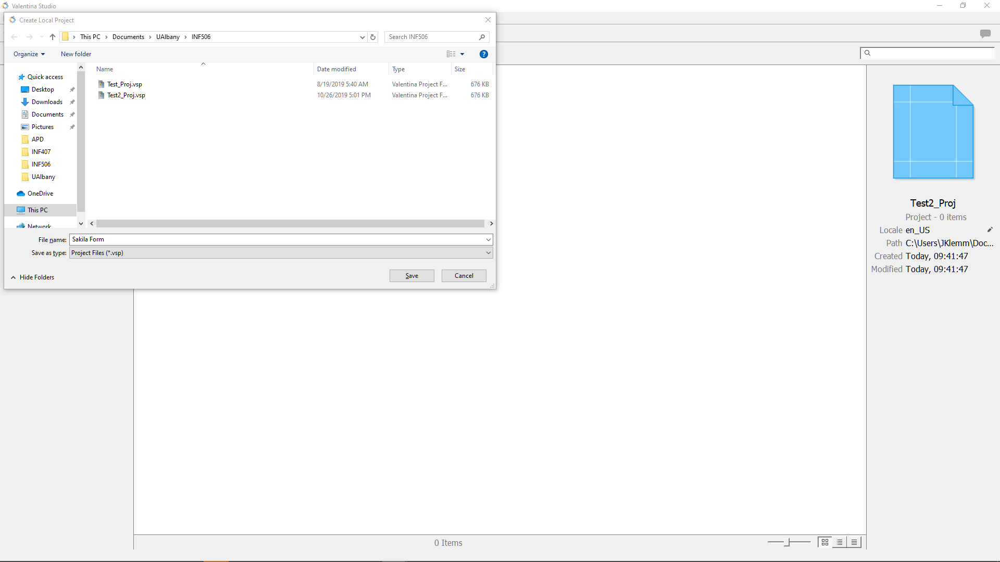 Valentina Studio
Create Local Project
This PC > Documents > UAlbany > INF506
Search INF506
Organize
New folder
?
Name
Date modified
Type
Size
Quick access
Desktop
Downloads
Documents
Pictures
APD
INF407
INF506
UAlbany
OneDrive
This PC
Network
Test_Proj.vsp 8/19/2019 5:40 AM Valentina Project F... 676 KB
Test2_Proj.vsp 10/26/2019 5:01 PM Valentina Project F... 676 KB
File name: Sakila Form
Save as type: Project Files (*.vsp)
Hide Folders
Save
Cancel
Test2_Proj
Project - 0 items
Locale en_US
Path C:\Users\JKlemm\Doc...
Created Today, 09:41:47
Modified Today, 09:41:47
0 Items